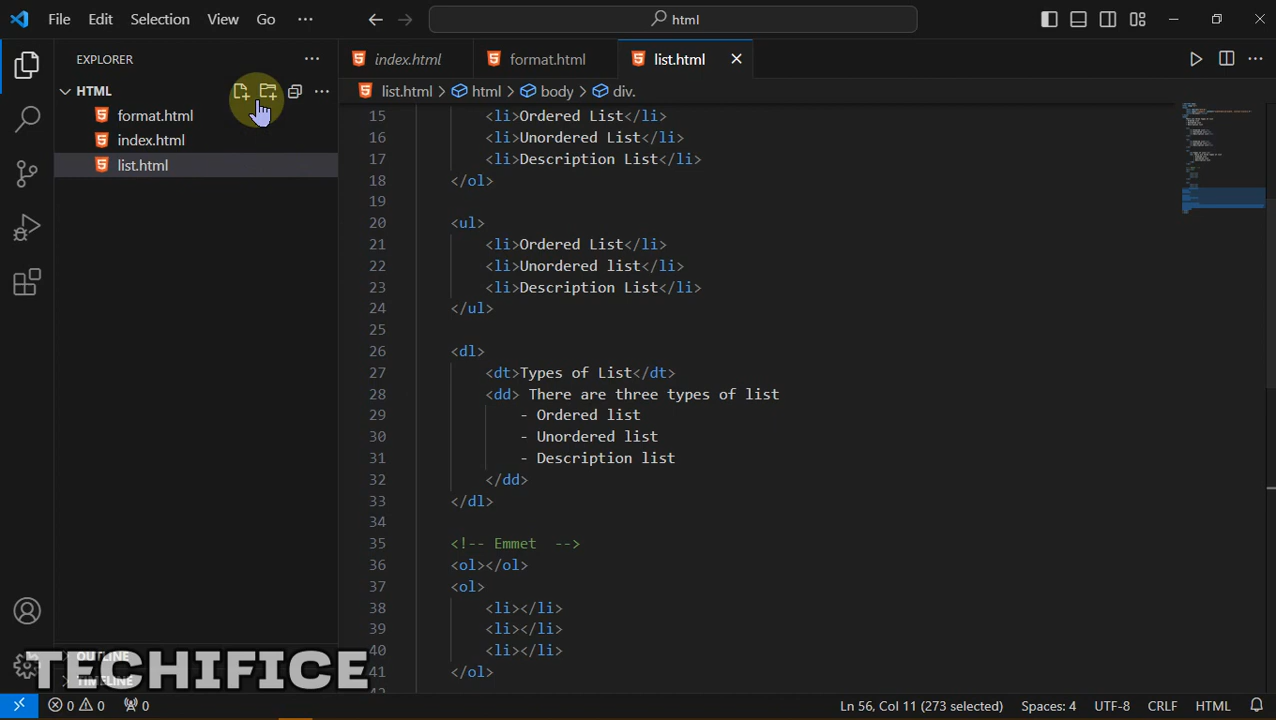 File Edit Selection View Go ···
html
EXPLORER ···
HTML
format.html
index.html
list.html
OUTLINE
TIMELINE
TECHIFICE
index.html format.html list.html
list.html > html > body > div.
15 <li>Ordered List</li>
16 <li>Unordered List</li>
17 <li>Description List</li>
18 </ol>
19
20 <ul>
21 <li>Ordered List</li>
22 <li>Unordered list</li>
23 <li>Description List</li>
24 </ul>
25
26 <dl>
27 <dt>Types of List</dt>
28 <dd> There are three types of list
29 - Ordered list
30 - Unordered list
31 - Description list
32 </dd>
33 </dl>
34
35 <!-- Emmet  -->
36 <ol></ol>
37 <ol>
38 <li></li>
39 <li></li>
40 <li></li>
41 </ol>
0 0 0 Ln 56, Col 11 (273 selected) Spaces: 4 UTF-8 CRLF HTML